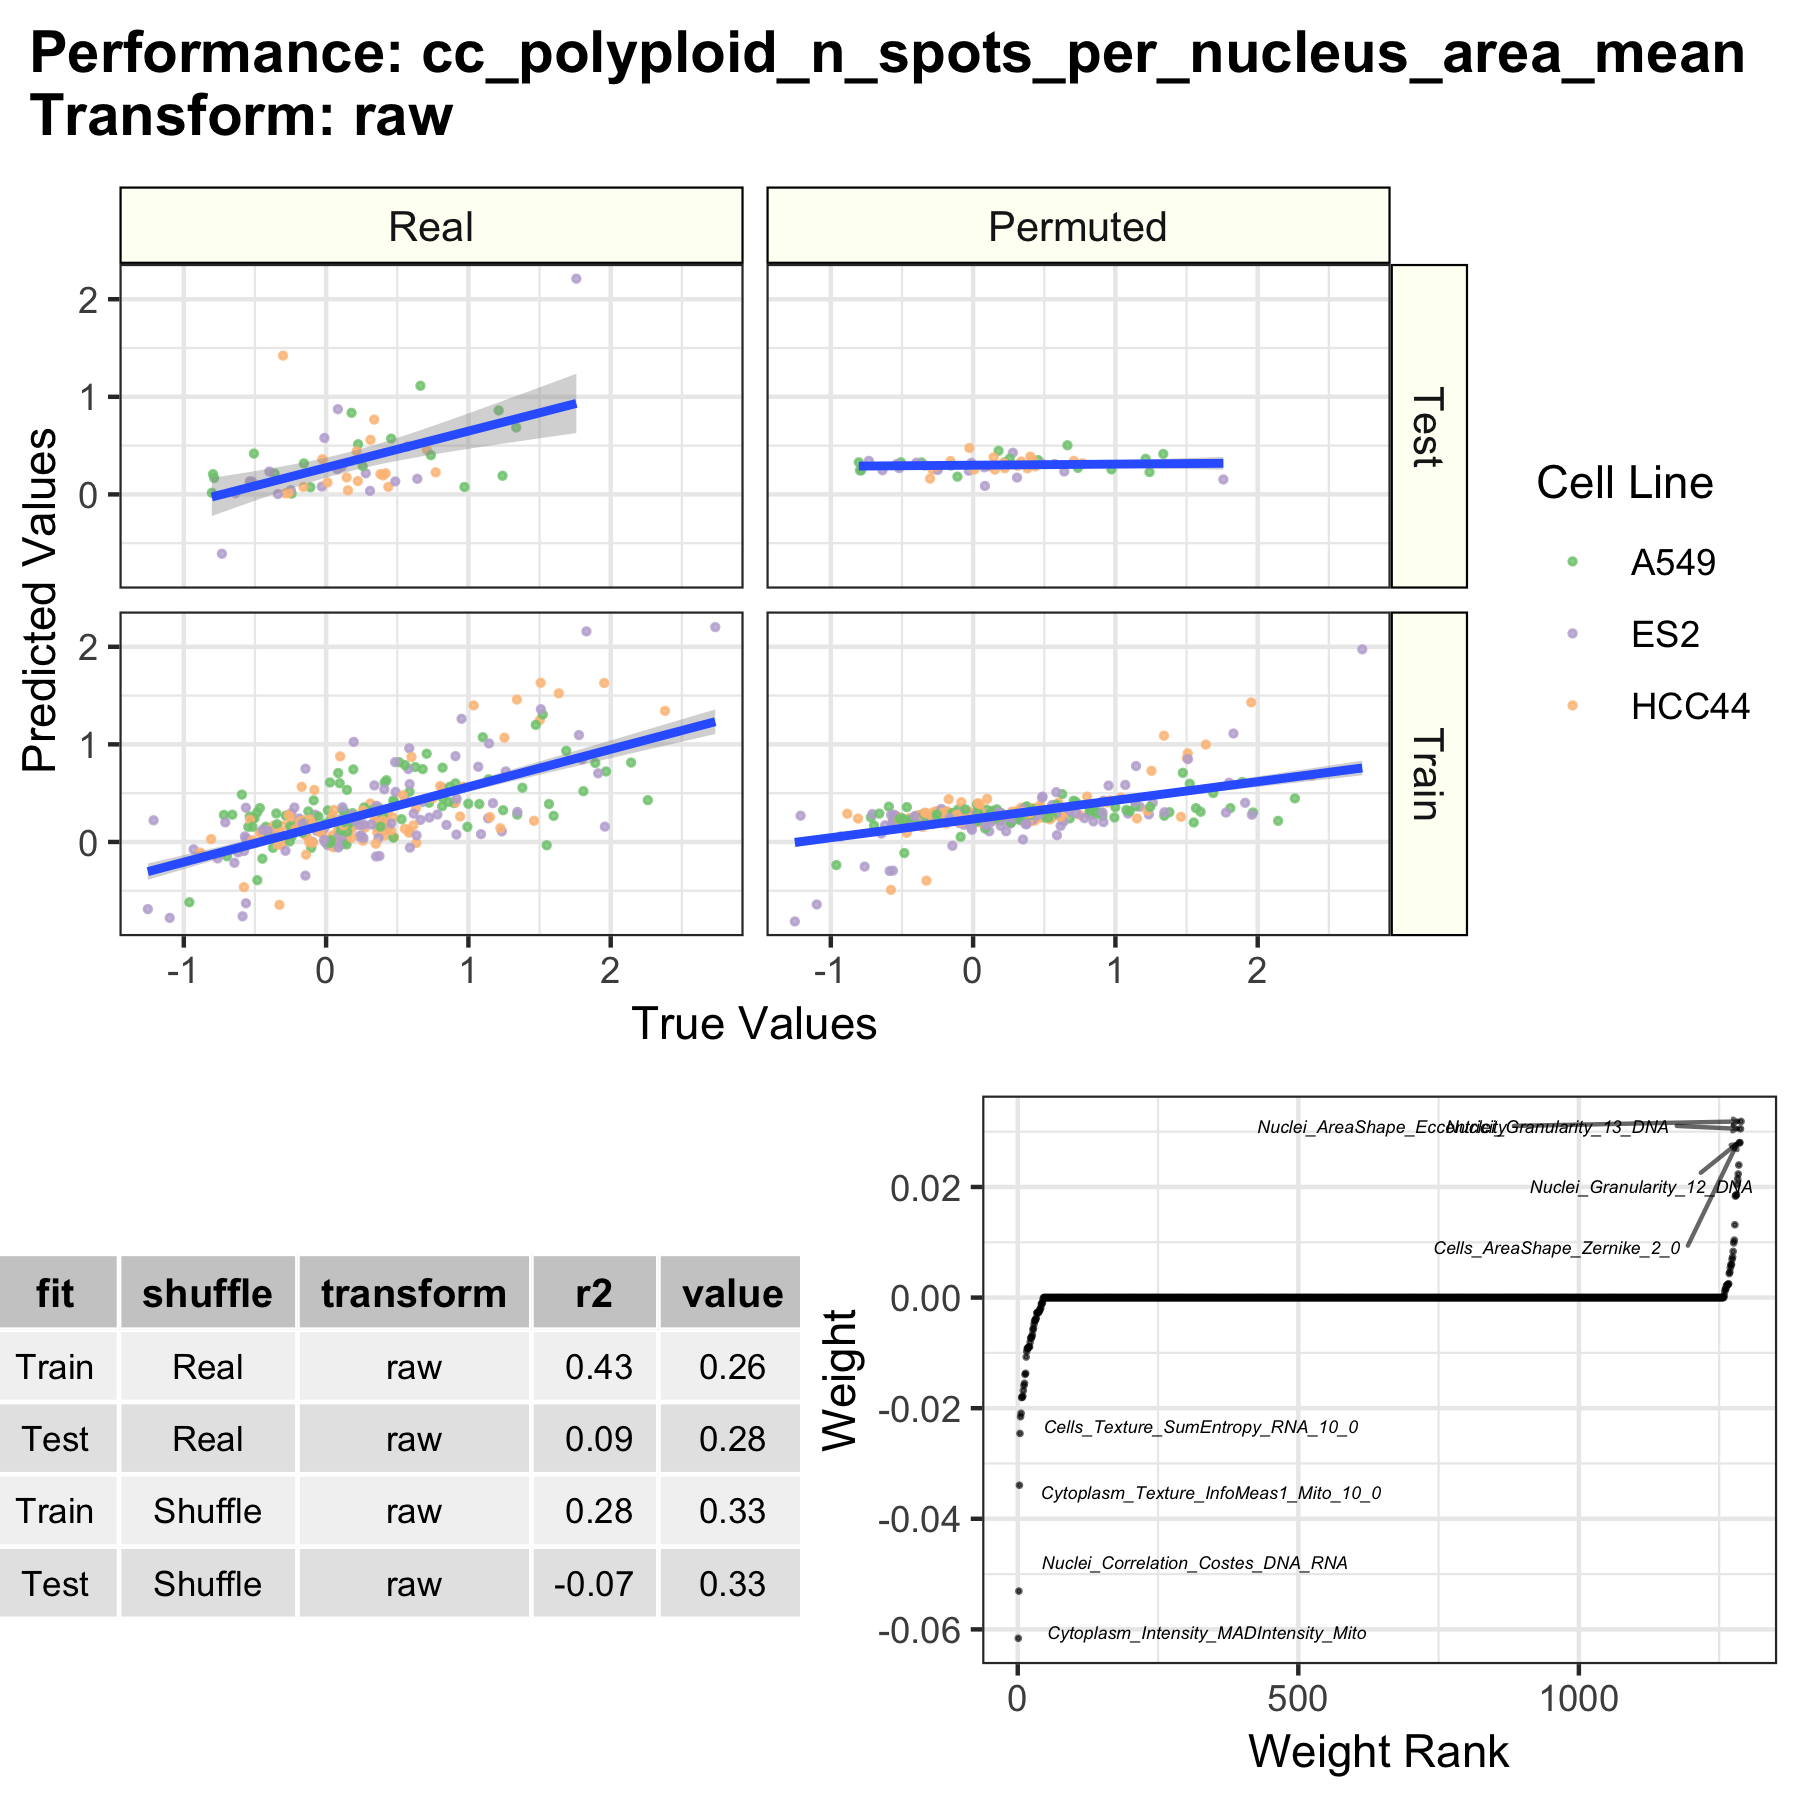 Performance: cc_polyploid_n_spots_per_nucleus_area_mean
Transform: raw
Real
Permuted
2
1
0
Test
2
1
0
Train
-1
0
1
2
-1
0
1
2
Predicted Values
True Values
Cell Line
A549
ES2
HCC44
fit shuffle transform r2 value
Train Real raw 0.43 0.26
Test Real raw 0.09 0.28
Train Shuffle raw 0.28 0.33
Test Shuffle raw -0.07 0.33
Weight
0.02
0.00
-0.02
-0.04
-0.06
Nuclei_AreaShape_Eccentricity
Nuclei_Granularity_13_DNA
Nuclei_Granularity_12_DNA
Cells_AreaShape_Zernike_2_0
Cells_Texture_SumEntropy_RNA_10_0
Cytoplasm_Texture_InfoMeas1_Mito_10_0
Nuclei_Correlation_Costes_DNA_RNA
Cytoplasm_Intensity_MADIntensity_Mito
0
500
1000
Weight Rank